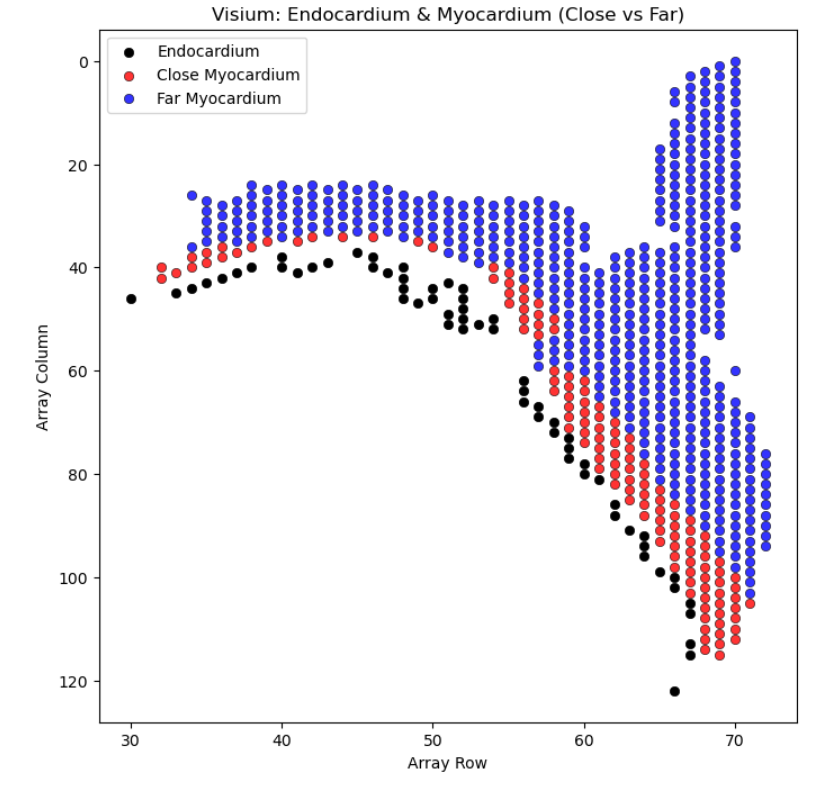 Visium: Endocardium & Myocardium (Close vs Far)
Endocardium
Close Myocardium
Far Myocardium
0
20
40
60
80
100
120
Array Column
30
40
50
60
70
Array Row